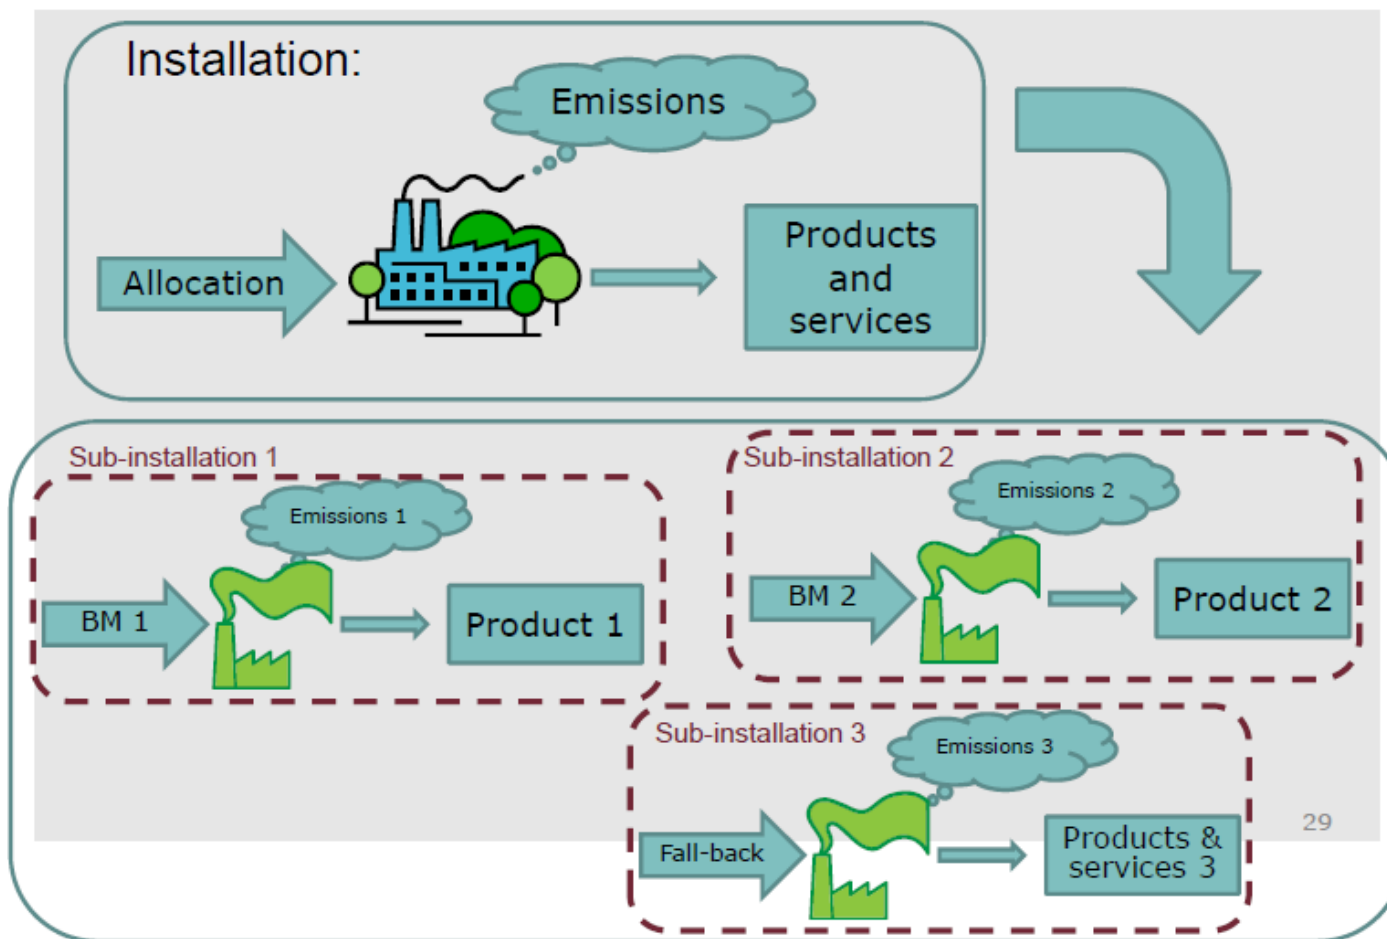 Installation:
Emissions
Allocation
Products
and
services
Sub-installation 1
Emissions 1
BM 1
Product 1
Sub-installation 2
Emissions 2
BM 2
Product 2
Sub-installation 3
Emissions 3
Fall-back
Products &
services 3
29